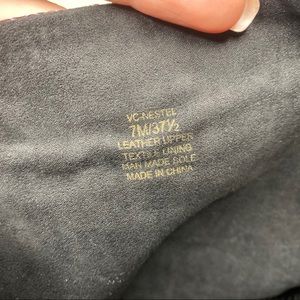 VC-NESTEL
7M/37½
LEATHER UPPER
TEXTILE LINING
MAN MADE SOLE
MADE IN CHINA